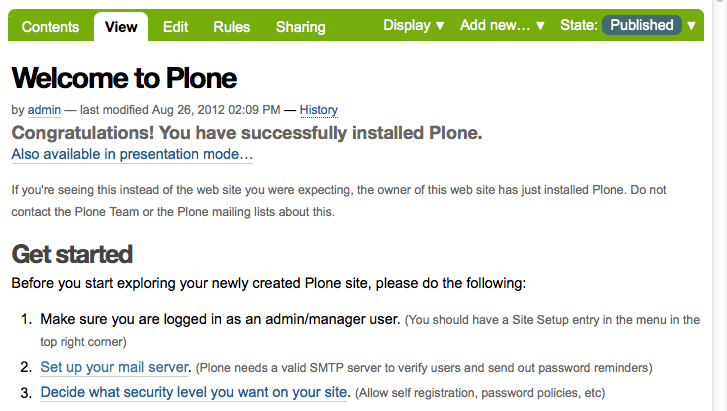 Contents View Edit Rules Sharing Display ▼ Add new… ▼ State: Published ▼
Welcome to Plone
by admin — last modified Aug 26, 2012 02:09 PM — History
Congratulations! You have successfully installed Plone.
Also available in presentation mode…
If you're seeing this instead of the web site you were expecting, the owner of this web site has just installed Plone. Do not
contact the Plone Team or the Plone mailing lists about this.
Get started
Before you start exploring your newly created Plone site, please do the following:
1. Make sure you are logged in as an admin/manager user. (You should have a Site Setup entry in the menu in the
top right corner)
2. Set up your mail server. (Plone needs a valid SMTP server to verify users and send out password reminders)
3. Decide what security level you want on your site. (Allow self registration, password policies, etc)